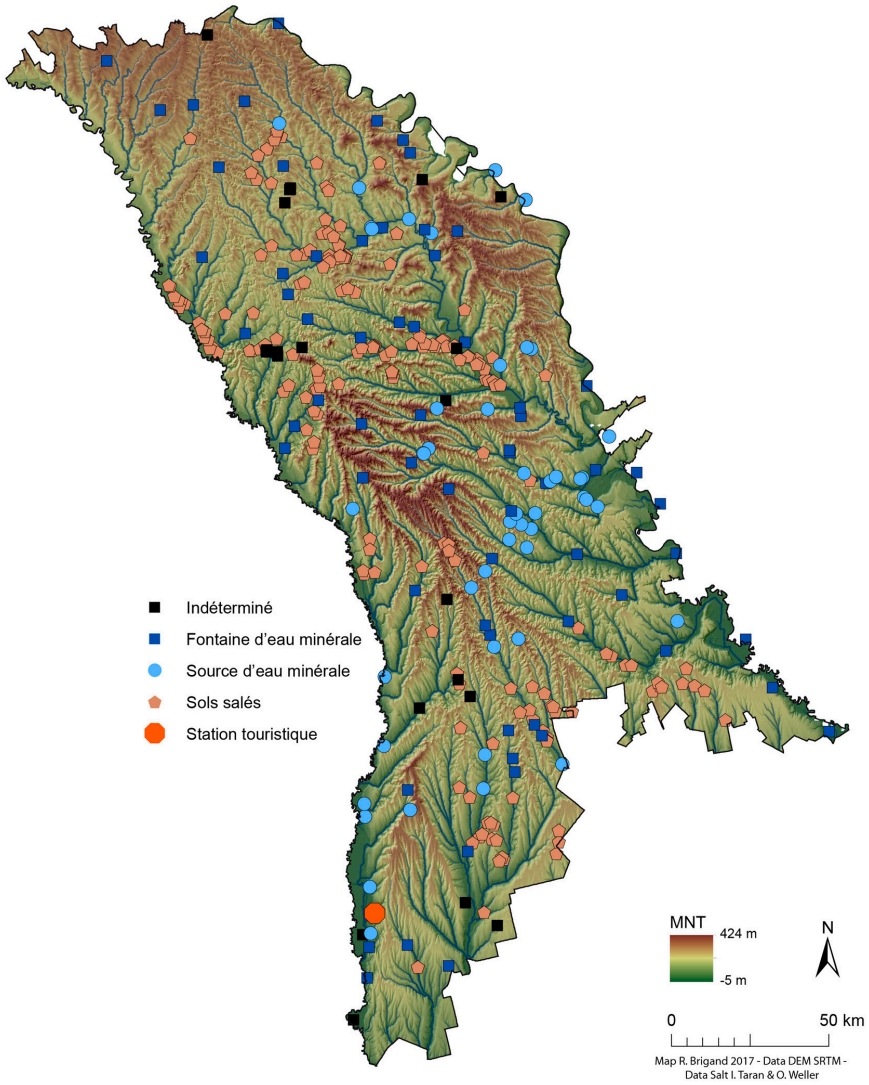 Indéterminé
Fontaine d'eau minérale
Source d'eau minérale
Sols salés
Station touristique
MNT
424 m
-5 m
N
0 50 km
Map R. Brigand 2017 - Data DEM SRTM -
Data Salt I. Taran & O. Weller